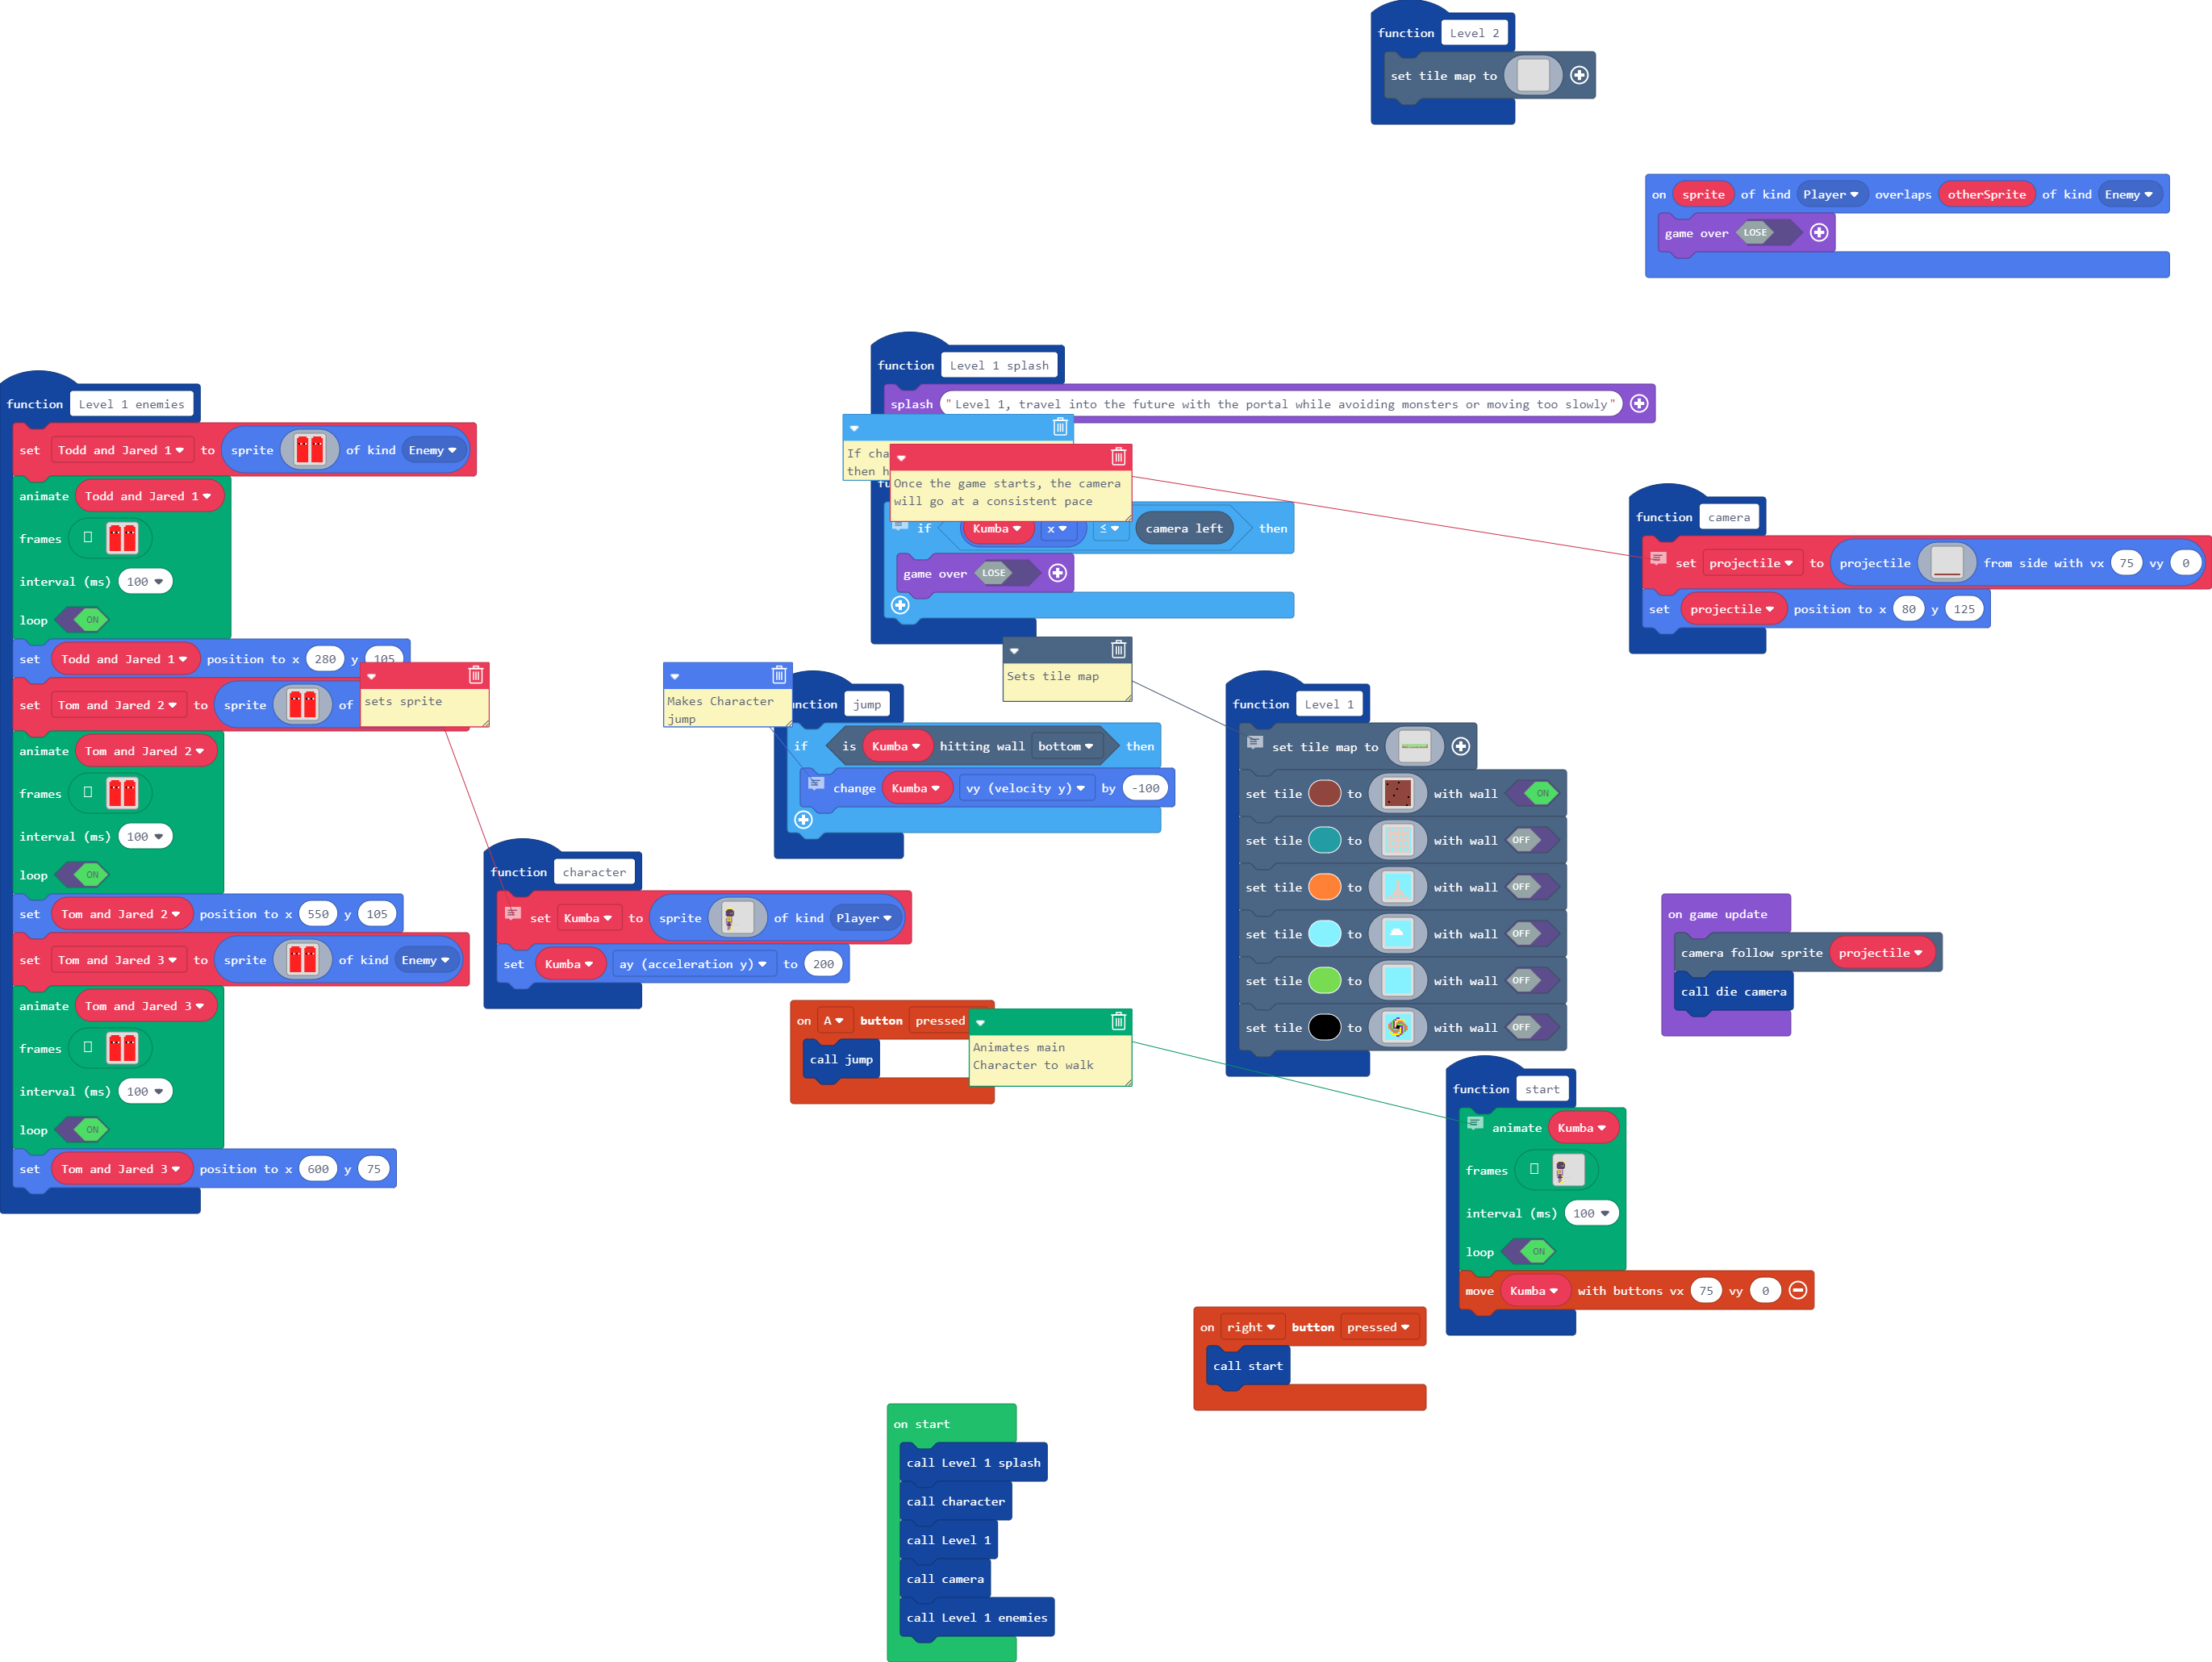 function Level 2
set tile map to
on sprite of kind Player overlaps otherSprite of kind Enemy
game over LOSE
function Level 1 splash
splash "Level 1, travel into the future with the portal while avoiding monsters or moving too slowly"
If cha
then h
Once the game starts, the camera
will go at a consistent pace
if Kumba x ≤ camera left then
game over LOSE
function camera
set projectile to projectile from side with vx 75 vy 0
set projectile position to x 80 y 125
function Level 1 enemies
set Todd and Jared 1 to sprite of kind Enemy
animate Todd and Jared 1
frames
interval (ms) 100
loop ON
set Todd and Jared 1 position to x 280 y 105
set Tom and Jared 2 to sprite of
animate Tom and Jared 2
frames
interval (ms) 100
loop ON
set Tom and Jared 2 position to x 550 y 105
set Tom and Jared 3 to sprite of kind Enemy
animate Tom and Jared 3
frames
interval (ms) 100
loop ON
set Tom and Jared 3 position to x 600 y 75
sets sprite
Makes Character
jump
jump
if is Kumba hitting wall bottom then
change Kumba vy (velocity y) by -100
Sets tile map
function Level 1
set tile map to
set tile to with wall ON
set tile to with wall OFF
set tile to with wall OFF
set tile to with wall OFF
set tile to with wall OFF
set tile to with wall OFF
function character
set Kumba to sprite of kind Player
set Kumba ay (acceleration y) to 200
on game update
camera follow sprite projectile
call die camera
on A button pressed
call jump
Animates main
Character to walk
function start
animate Kumba
frames
interval (ms) 100
loop ON
move Kumba with buttons vx 75 vy 0
on right button pressed
call start
on start
call Level 1 splash
call character
call Level 1
call camera
call Level 1 enemies